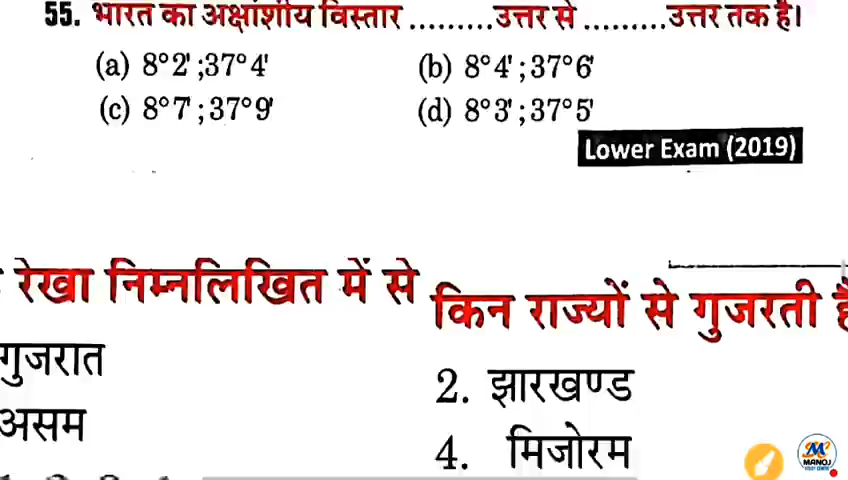 55. भारत का अक्षांशीय विस्तार .........उत्तर से .........उत्तर तक है।
(a) 8°2' ;37°4'
(b) 8°4' ; 37°6'
(c) 8°7' ; 37°9'
(d) 8°3' ; 37°5'
Lower Exam (2019)
रेखा निम्नलिखित में से किन राज्यों से गुजरती है
गुजरात
2. झारखण्ड
असम
4. मिजोरम
MANOJ